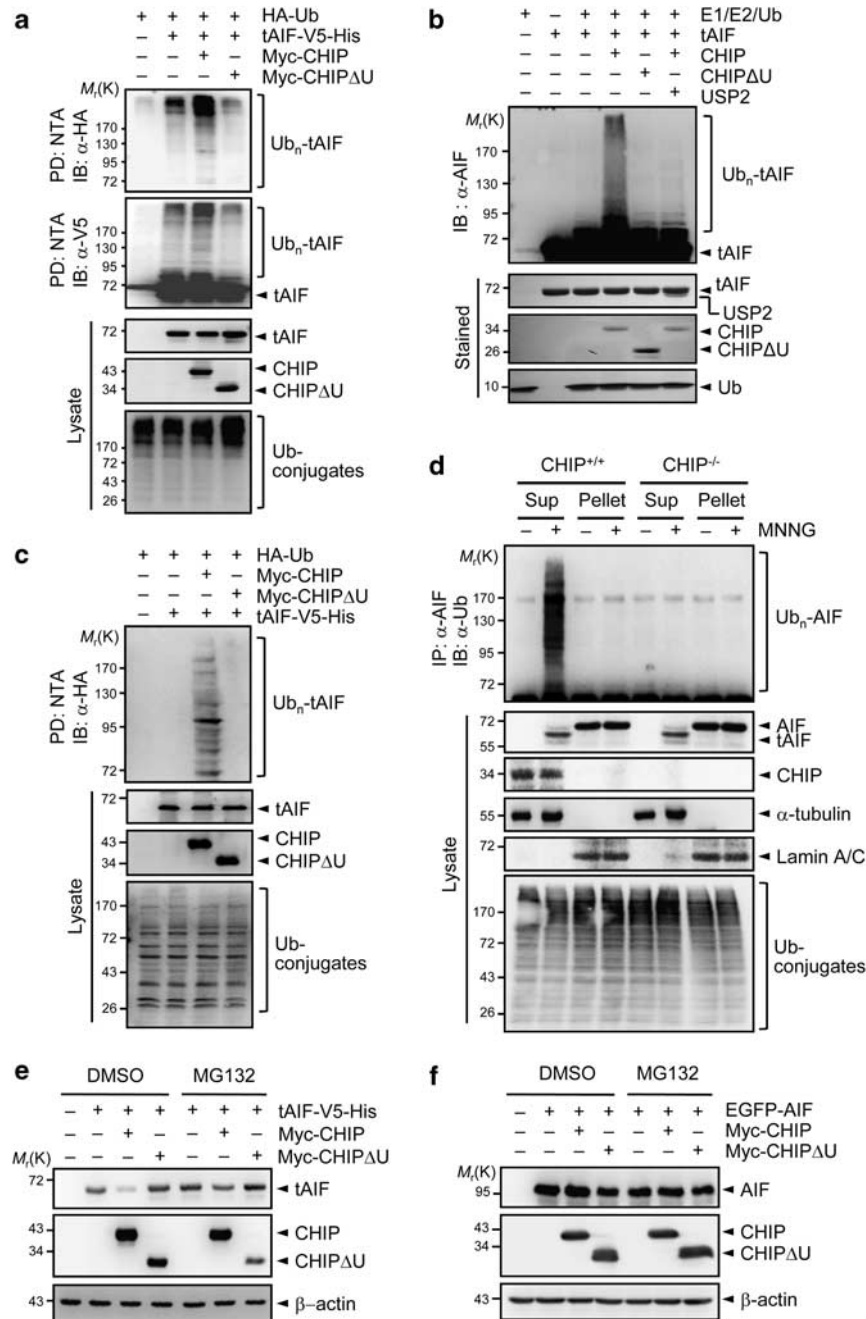 a
+ + + + HA-Ub
– + + + tAIF-V5-His
– – + – Myc-CHIP
– – – + Myc-CHIPΔU
Mr(K)
PD: NTA
IB: α-HA
170
130
95
72
Ubn-tAIF
PD: NTA
IB: α-V5
170
130
95
72
Ubn-tAIF
tAIF
Lysate
72
tAIF
43
34
CHIP
CHIPΔU
170
72
43
26
Ub-
conjugates
b
+ – + + + + E1/E2/Ub
– + + + + + tAIF
– – – + – + CHIP
– – – – + – CHIPΔU
– – – – – + USP2
Mr(K)
IB : α-AIF
170
130
95
72
Ubn-tAIF
tAIF
Stained
72
tAIF
USP2
34
26
CHIP
CHIPΔU
10
Ub
c
+ + + + HA-Ub
– – + – Myc-CHIP
– – – + Myc-CHIPΔU
– + + + tAIF-V5-His
Mr(K)
PD: NTA
IB: α-HA
170
130
95
72
Ubn-tAIF
Lysate
72
tAIF
43
34
CHIP
CHIPΔU
170
72
43
34
26
Ub-
conjugates
d
CHIP+/+ CHIP-/-
Sup Pellet Sup Pellet
– + – + – + – + MNNG
Mr(K)
IP: α-AIF
IB: α-Ub
170
95
72
Ubn-AIF
Lysate
72
55
AIF
tAIF
34
CHIP
55
α-tubulin
72
Lamin A/C
170
72
43
26
Ub-
conjugates
e
DMSO MG132
– + + + + + + tAIF-V5-His
– – + – – + – Myc-CHIP
– – – + – – + Myc-CHIPΔU
Mr(K)
72
tAIF
43
34
CHIP
CHIPΔU
43
β-actin
f
DMSO MG132
– + + + + + + EGFP-AIF
– – + – – + – Myc-CHIP
– – – + – – + Myc-CHIPΔU
Mr(K)
95
AIF
43
34
CHIP
CHIPΔU
43
β-actin